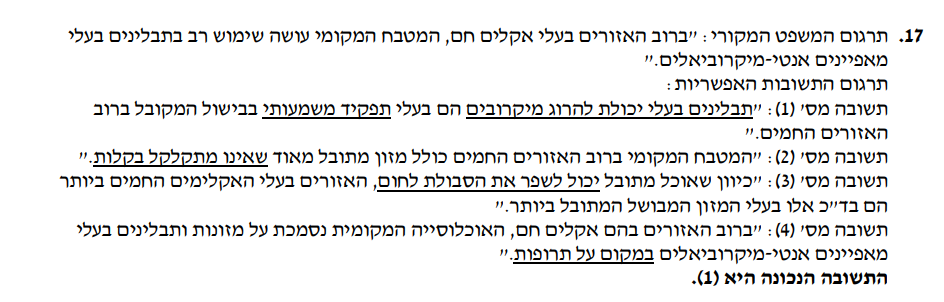 17. תרגום המשפט המקורי: "ברוב האזורים בעלי אקלים חם, המטבח המקומי עושה שימוש רב בתבלינים בעלי
מאפיינים אנטי-מיקרוביאלים."
תרגום התשובות האפשריות:
תשובה מס' (1): "תבלינים בעלי יכולת להרוג מיקרובים הם בעלי תפקיד משמעותי בבישול המקובל ברוב
האזורים החמים."
תשובה מס' (2): "המטבח המקומי ברוב האזורים החמים כולל מזון מתובל מאוד שאינו מתקלקל בקלות."
תשובה מס' (3): "כיוון שאוכל מתובל יכול לשפר את הסבולת לחום, האזורים בעלי האקלימים החמים ביותר
הם בד"כ אלו בעלי המזון המבושל המתובל ביותר."
תשובה מס' (4): "ברוב האזורים בהם אקלים חם, האוכלוסייה המקומית נסמכת על מזונות ותבלינים בעלי
מאפיינים אנטי-מיקרוביאלים במקום על תרופות."
התשובה הנכונה היא (1).